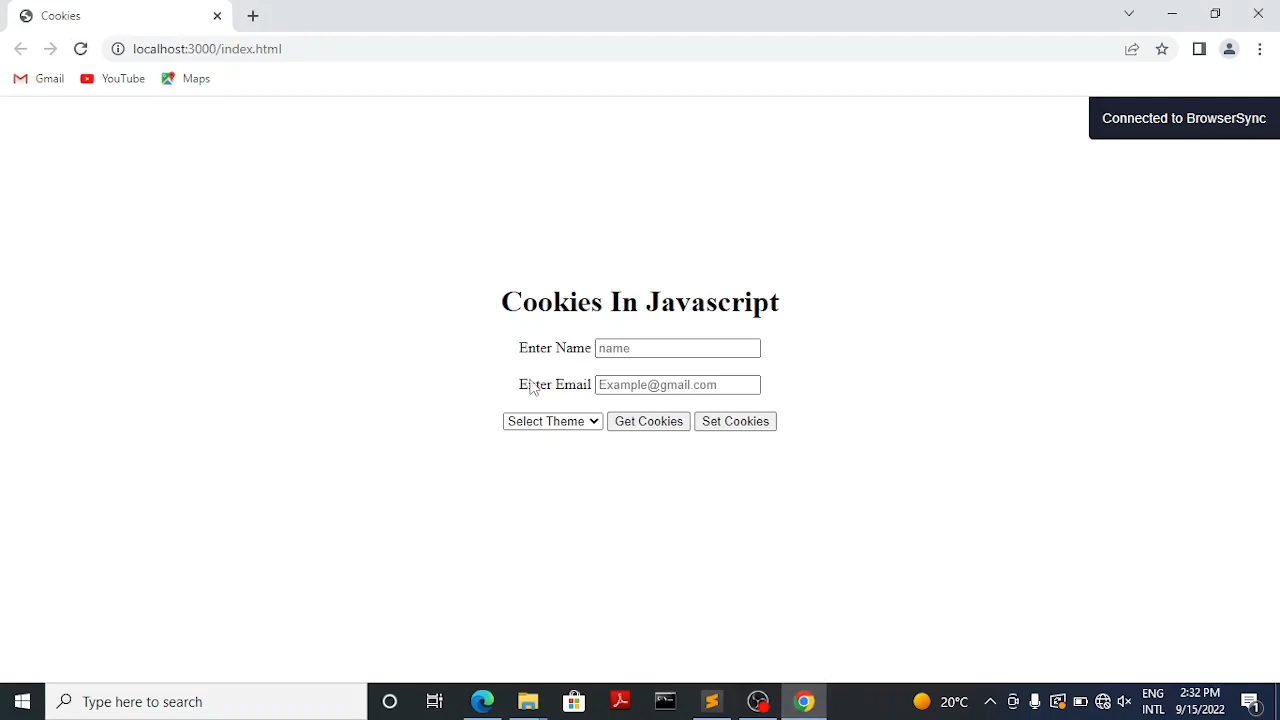 Cookies
localhost:3000/index.html
Gmail YouTube Maps
Connected to BrowserSync
Cookies In Javascript
Enter Name name
Enter Email Example@gmail.com
Select Theme Get Cookies Set Cookies
Type here to search
20°C
ENG
INTL
2:32 PM
9/15/2022
1